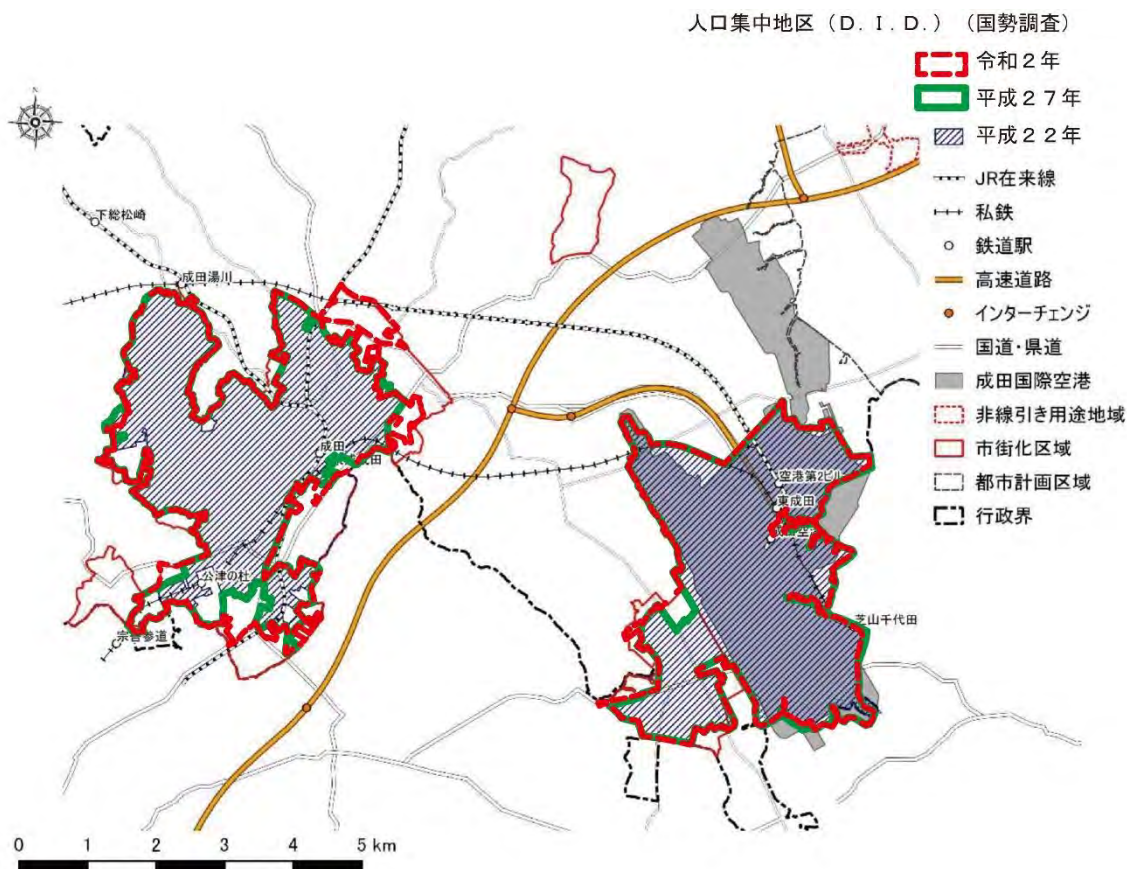 人口集中地区（D．I．D．）（国勢調査）
令和２年
平成２７年
平成２２年
JR在来線
私鉄
鉄道駅
高速道路
インターチェンジ
国道・県道
成田国際空港
非線引き用途地域
市街化区域
都市計画区域
行政界
N
下総松崎
成田湯川
成田
成田
空港第2ビル
東成田
公津の杜
宗吾参道
芝山千代田
0 1 2 3 4 5 km